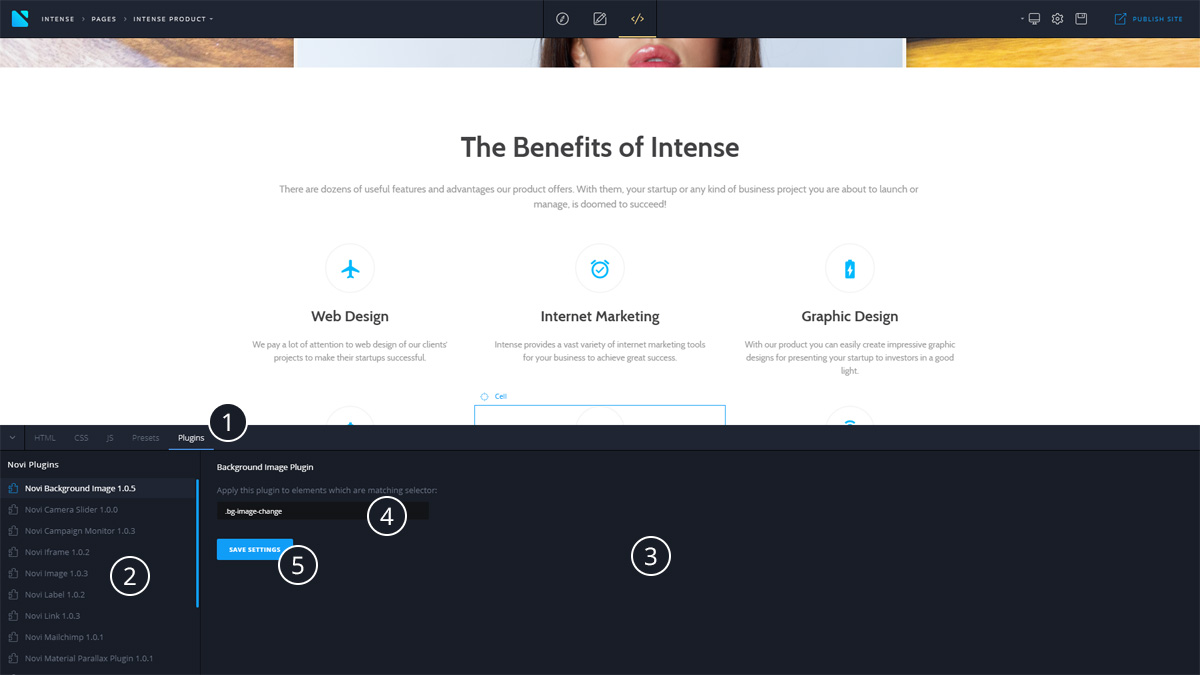 INTENSE > PAGES > INTENSE PRODUCT
PUBLISH SITE
The Benefits of Intense
There are dozens of useful features and advantages our product offers. With them, your startup or any kind of business project you are about to launch or
manage, is doomed to succeed!
Web Design
We pay a lot of attention to web design of our clients'
projects to make their startups successful.
Internet Marketing
Intense provides a vast variety of internet marketing tools
for your business to achieve great success.
Graphic Design
With our product you can easily create impressive graphic
designs for presenting your startup to investors in a good
light.
Cell
HTML CSS JS Presets Plugins
1
Novi Plugins
Novi Background Image 1.0.5
Novi Camera Slider 1.0.0
Novi Campaign Monitor 1.0.3
Novi Iframe 1.0.2
Novi Image 1.0.3
Novi Label 1.0.2
Novi Link 1.0.3
Novi Mailchimp 1.0.1
Novi Material Parallax Plugin 1.0.1
2
Background Image Plugin
Apply this plugin to elements which are matching selector:
.bg-image-change
4
SAVE SETTINGS
5
3